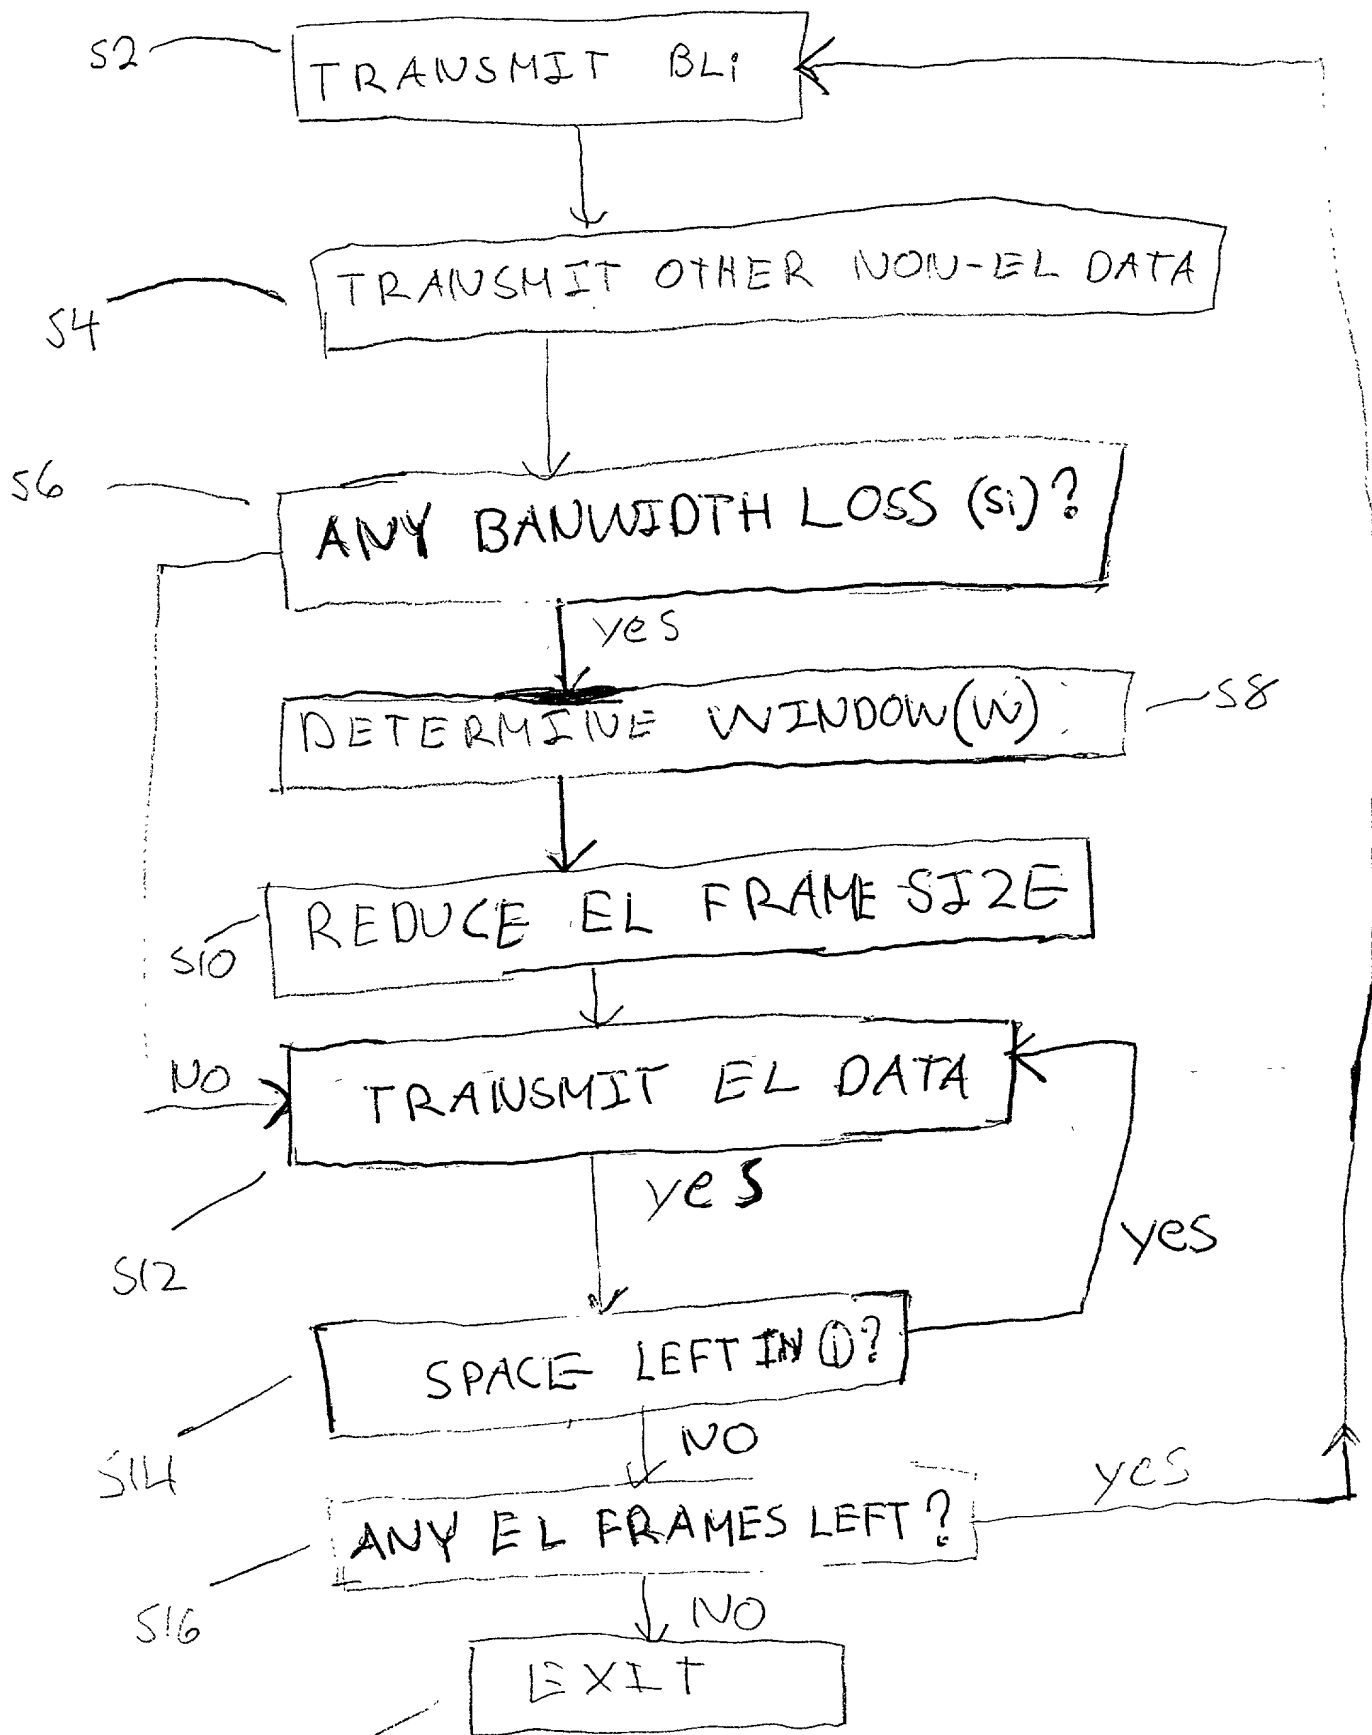 S2
TRANSMIT BLi
TRANSMIT OTHER NON-EL DATA
S4
S6
ANY BANWIDTH LOSS (Si)?
yes
DETERMINE WINDOW(W)
S8
REDUCE EL FRAME SIZE
S10
NO
TRANSMIT EL DATA
yes
yes
S12
SPACE LEFT IN i?
NO
S14
yes
ANY EL FRAMES LEFT?
NO
S16
EXIT